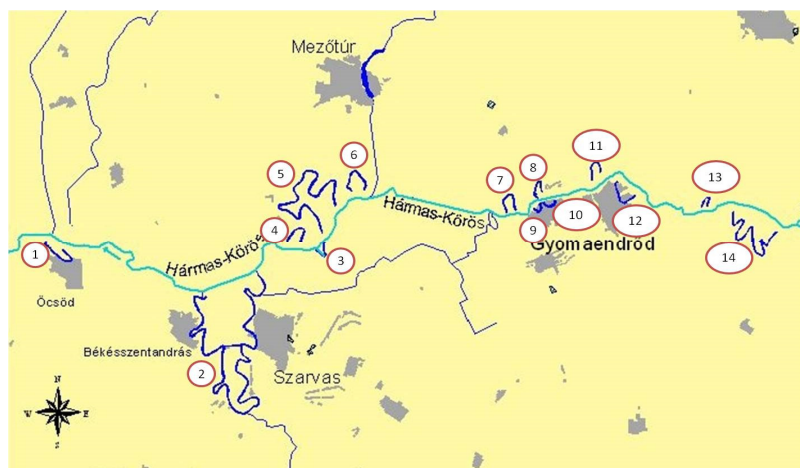 Mezőtúr
11
5
6
7
8
13
Hármas-Körös
4
10
12
9
Gyomaendrőd
14
1
Hármas-Körös
3
Öcsöd
Békésszentandrás
2
Szarvas
N
W
E
S